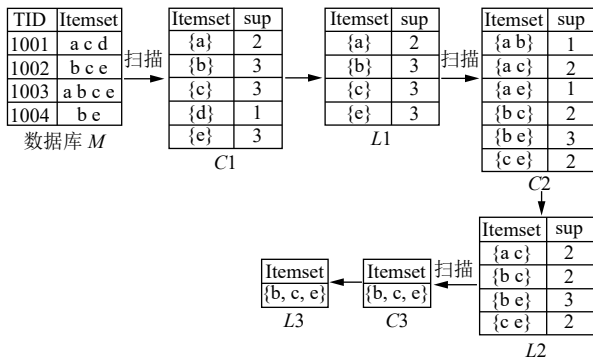 TID Itemset
1001 a c d
1002 b c e
1003 a b c e
1004 b e
数据库 M
扫描
Itemset sup
{a} 2
{b} 3
{c} 3
{d} 1
{e} 3
C1
Itemset sup
{a} 2
{b} 3
{c} 3
{e} 3
L1
扫描
Itemset sup
{a b} 1
{a c} 2
{a e} 1
{b c} 2
{b e} 3
{c e} 2
C2
Itemset sup
{a c} 2
{b c} 2
{b e} 3
{c e} 2
L2
扫描
Itemset
{b, c, e}
C3
Itemset
{b, c, e}
L3